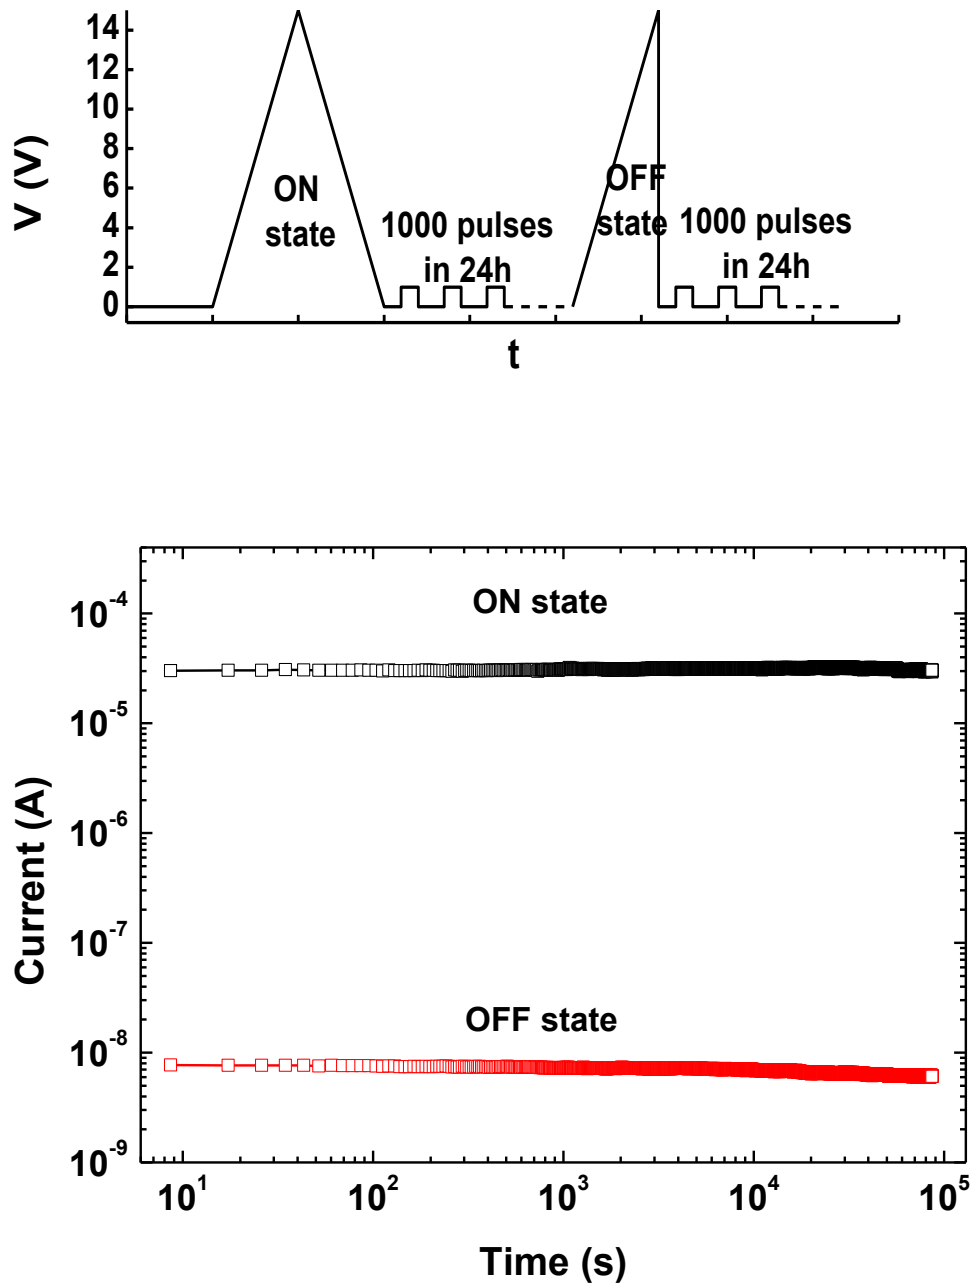 14
12
10
8
6
4
2
0
V (V)
ON
state
1000 pulses
in 24h
OFF
state
1000 pulses
in 24h
t
10⁻⁴
10⁻⁵
10⁻⁶
10⁻⁷
10⁻⁸
10⁻⁹
Current (A)
ON state
OFF state
10¹ 10² 10³ 10⁴ 10⁵
Time (s)